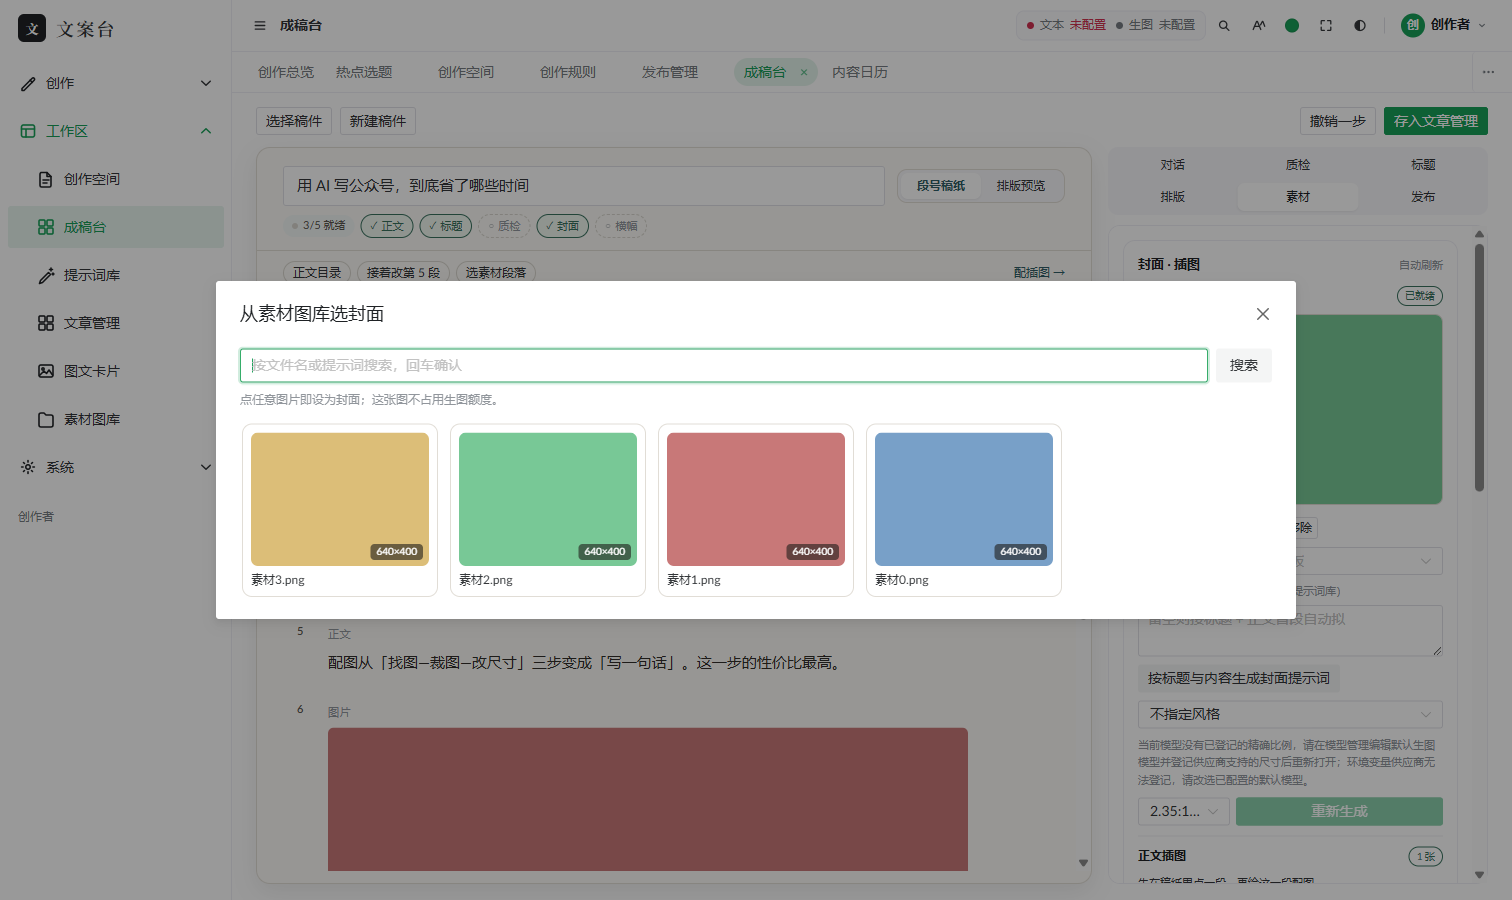 文 文案台
创作
工作区
创作空间
成稿台
提示词库
文章管理
图文卡片
素材图库
系统
创作者
成稿台
文本 未配置 生图 未配置
创 创作者
创作总览 热点选题 创作空间 创作规则 发布管理 成稿台 × 内容日历
选择稿件 新建稿件
撤销一步 存入文章管理
用 AI 写公众号，到底省了哪些时间
段号稿纸 排版预览
3/5 就绪 ✓ 正文 ✓ 标题 ○ 质检 ✓ 封面 ○ 横幅
正文目录 接着改第 5 段 选素材段落 配插图 →
对话 质检 标题
排版 素材 发布
封面 · 插图 自动刷新
已就绪
从素材图库选封面
按文件名或提示词搜索，回车确认
搜索
点任意图片即设为封面；这张图不占用生图额度。
640×400 640×400 640×400 640×400
素材3.png 素材2.png 素材1.png 素材0.png
5 正文
配图从「找图—裁图—改尺寸」三步变成「写一句话」。这一步的性价比最高。
6 图片
提示词库)
按标题与内容生成封面提示词
不指定风格
当前模型没有已登记的精确比例，请在模型管理编辑默认生图
模型并登记供应商支持的尺寸后重新打开；环境变量供应商无
法登记，请改选已配置的默认模型。
2.35:1... 重新生成
正文插图 1 张